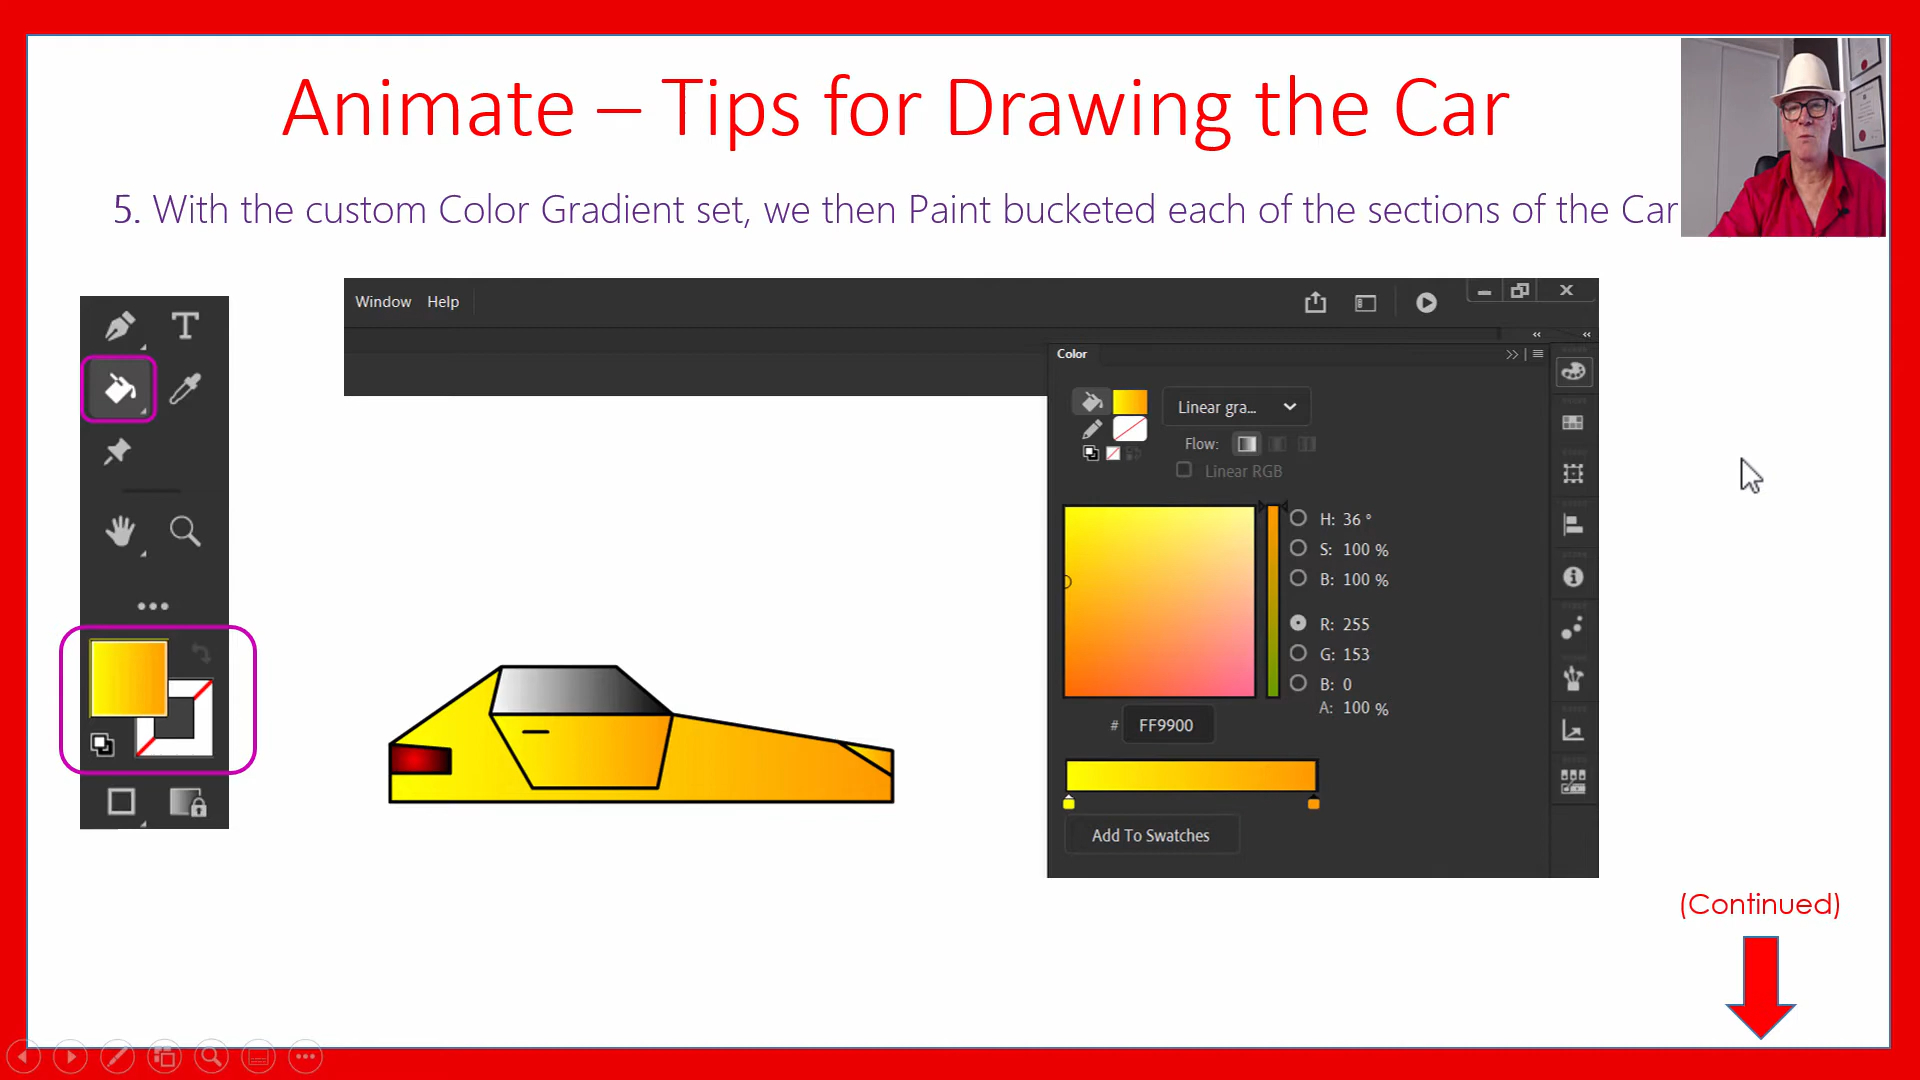 Animate – Tips for Drawing the Car
5. With the custom Color Gradient set, we then Paint bucketed each of the sections of the Car
T
Window Help
Color
Linear gra...
Flow:
Linear RGB
H: 36 °
S: 100 %
B: 100 %
R: 255
G: 153
B: 0
A: 100 %
# FF9900
Add To Swatches
(Continued)